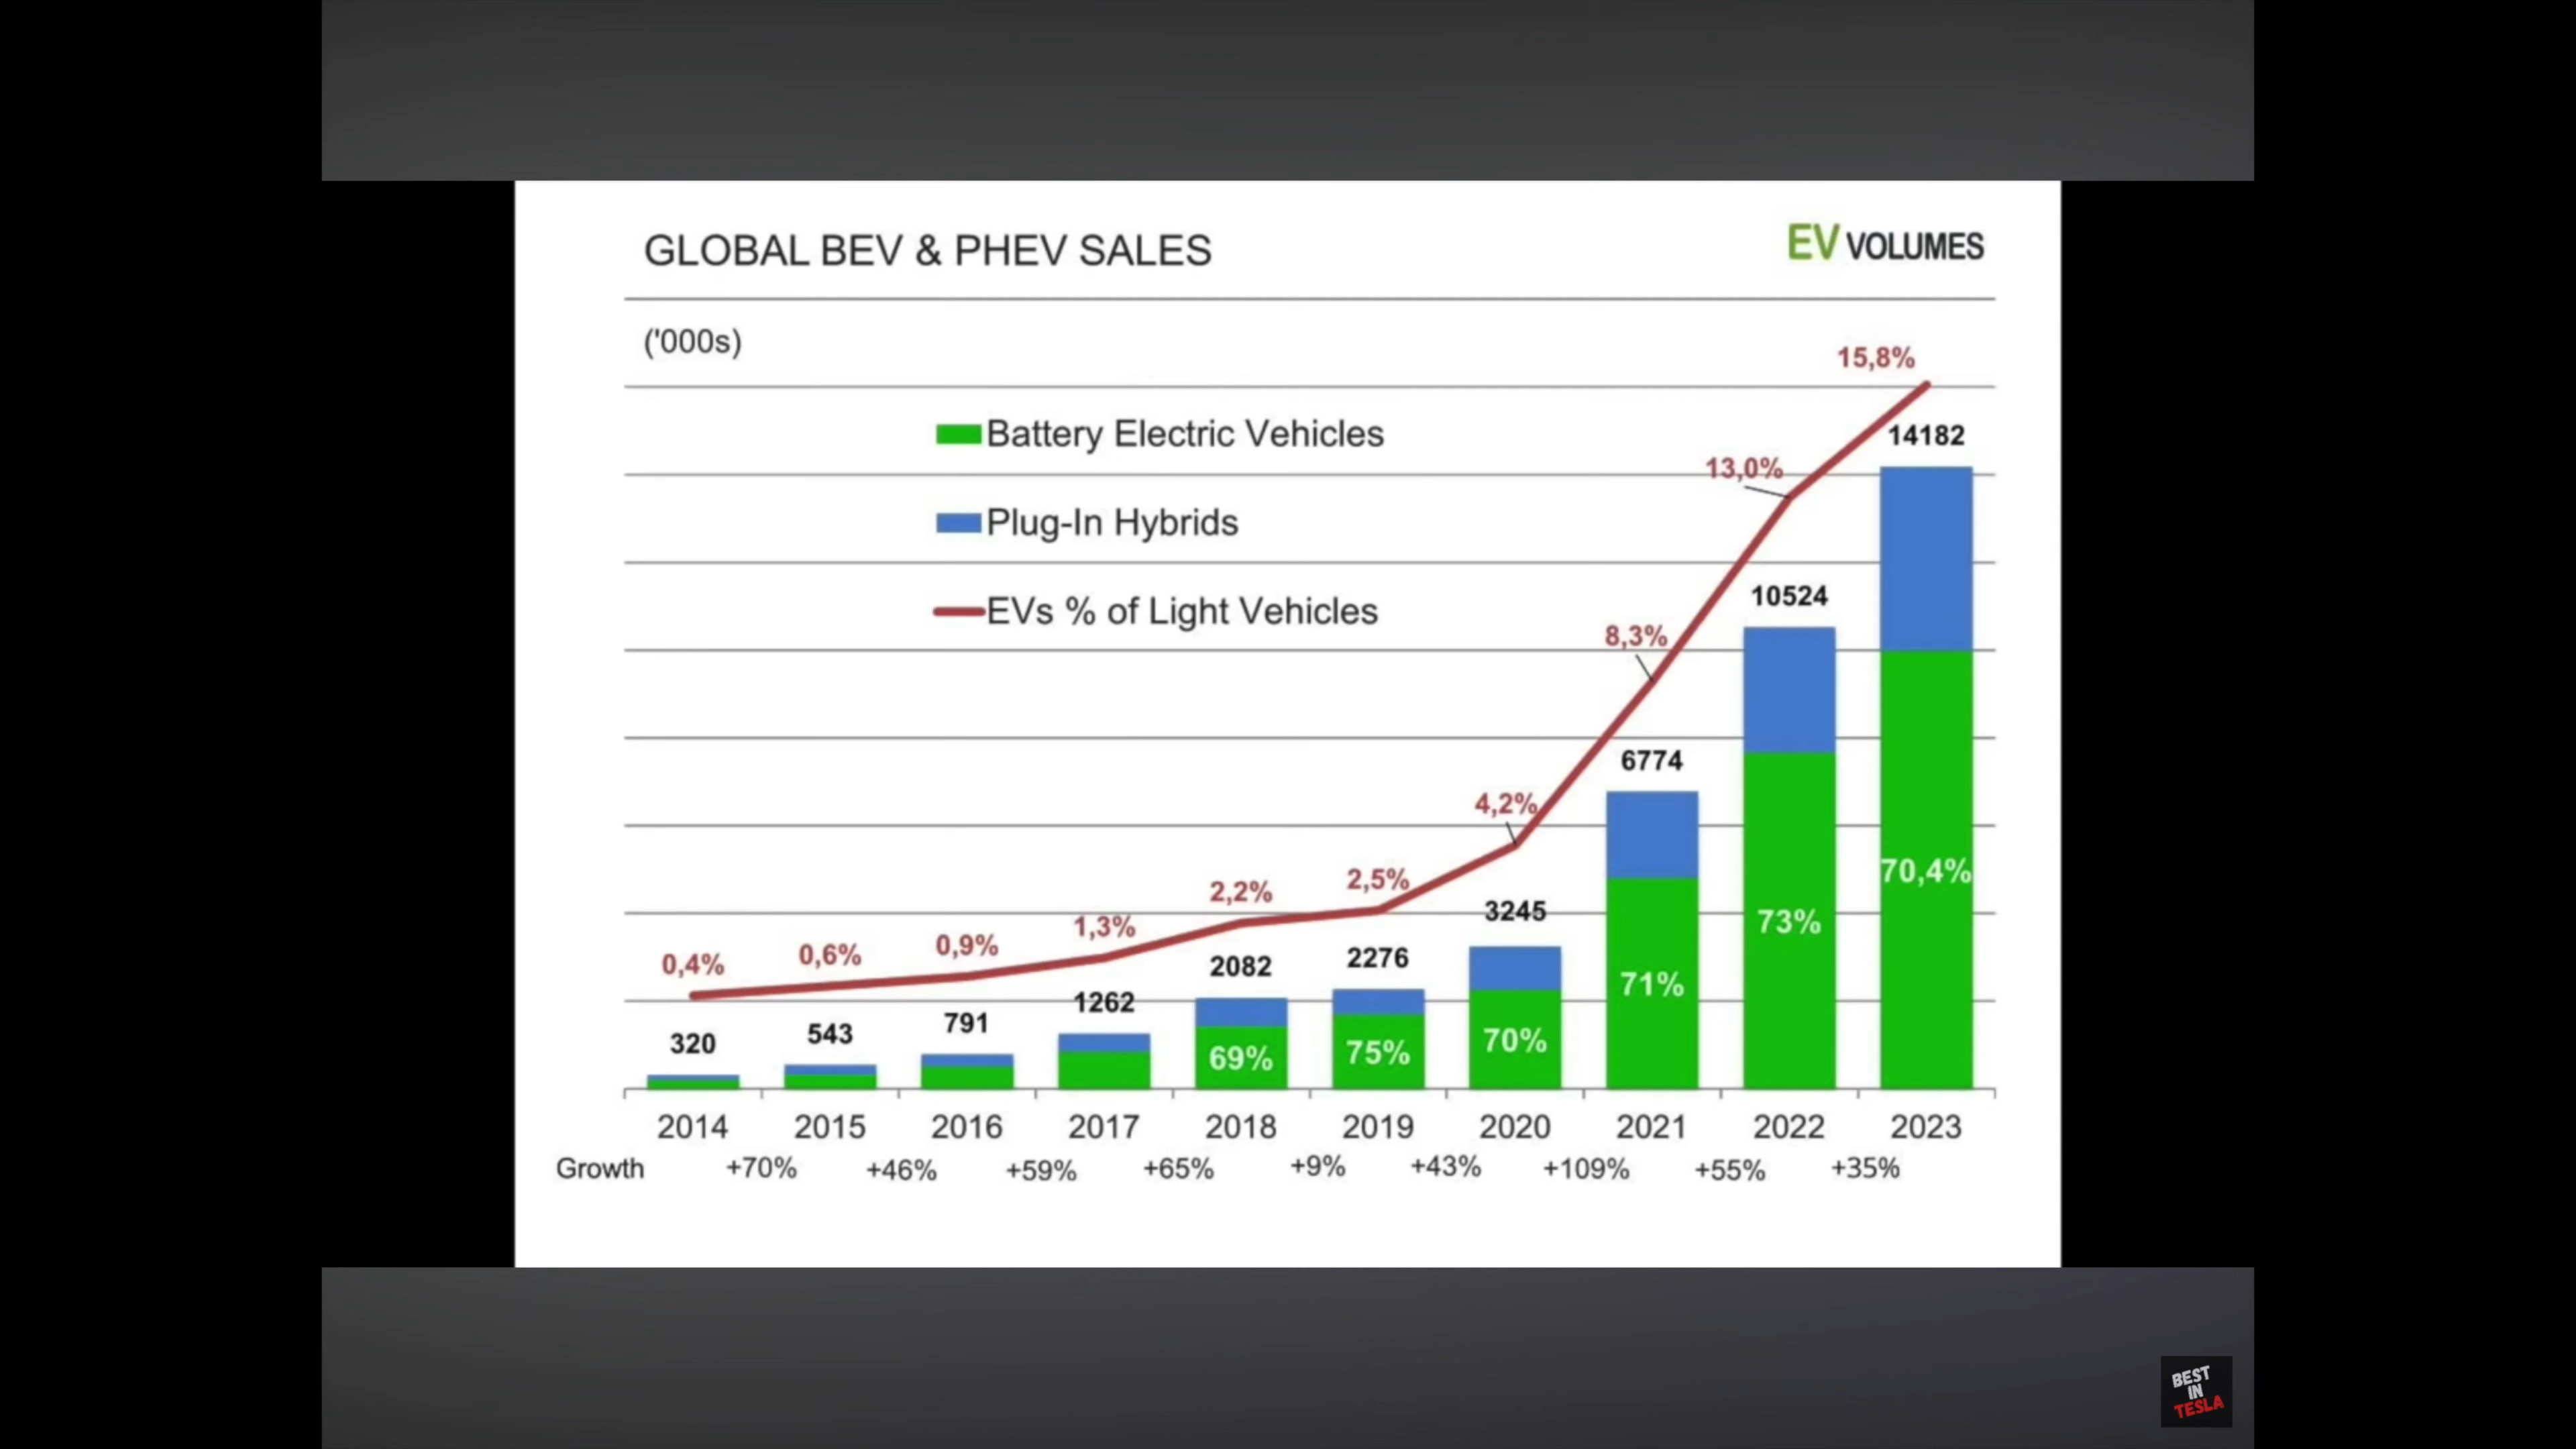 GLOBAL BEV & PHEV SALES
EV VOLUMES
('000s)
15,8%
Battery Electric Vehicles
14182
13,0%
Plug-In Hybrids
10524
EVs % of Light Vehicles
8,3%
6774
4,2%
70,4%
2,5%
2,2%
3245
73%
1,3%
0,9%
0,6%
2276
0,4%
2082
71%
1262
791
543
320
70%
75%
69%
2014 2015 2016 2017 2018 2019 2020 2021 2022 2023
Growth +70% +46% +59% +65% +9% +43% +109% +55% +35%
BEST
IN
TESLA